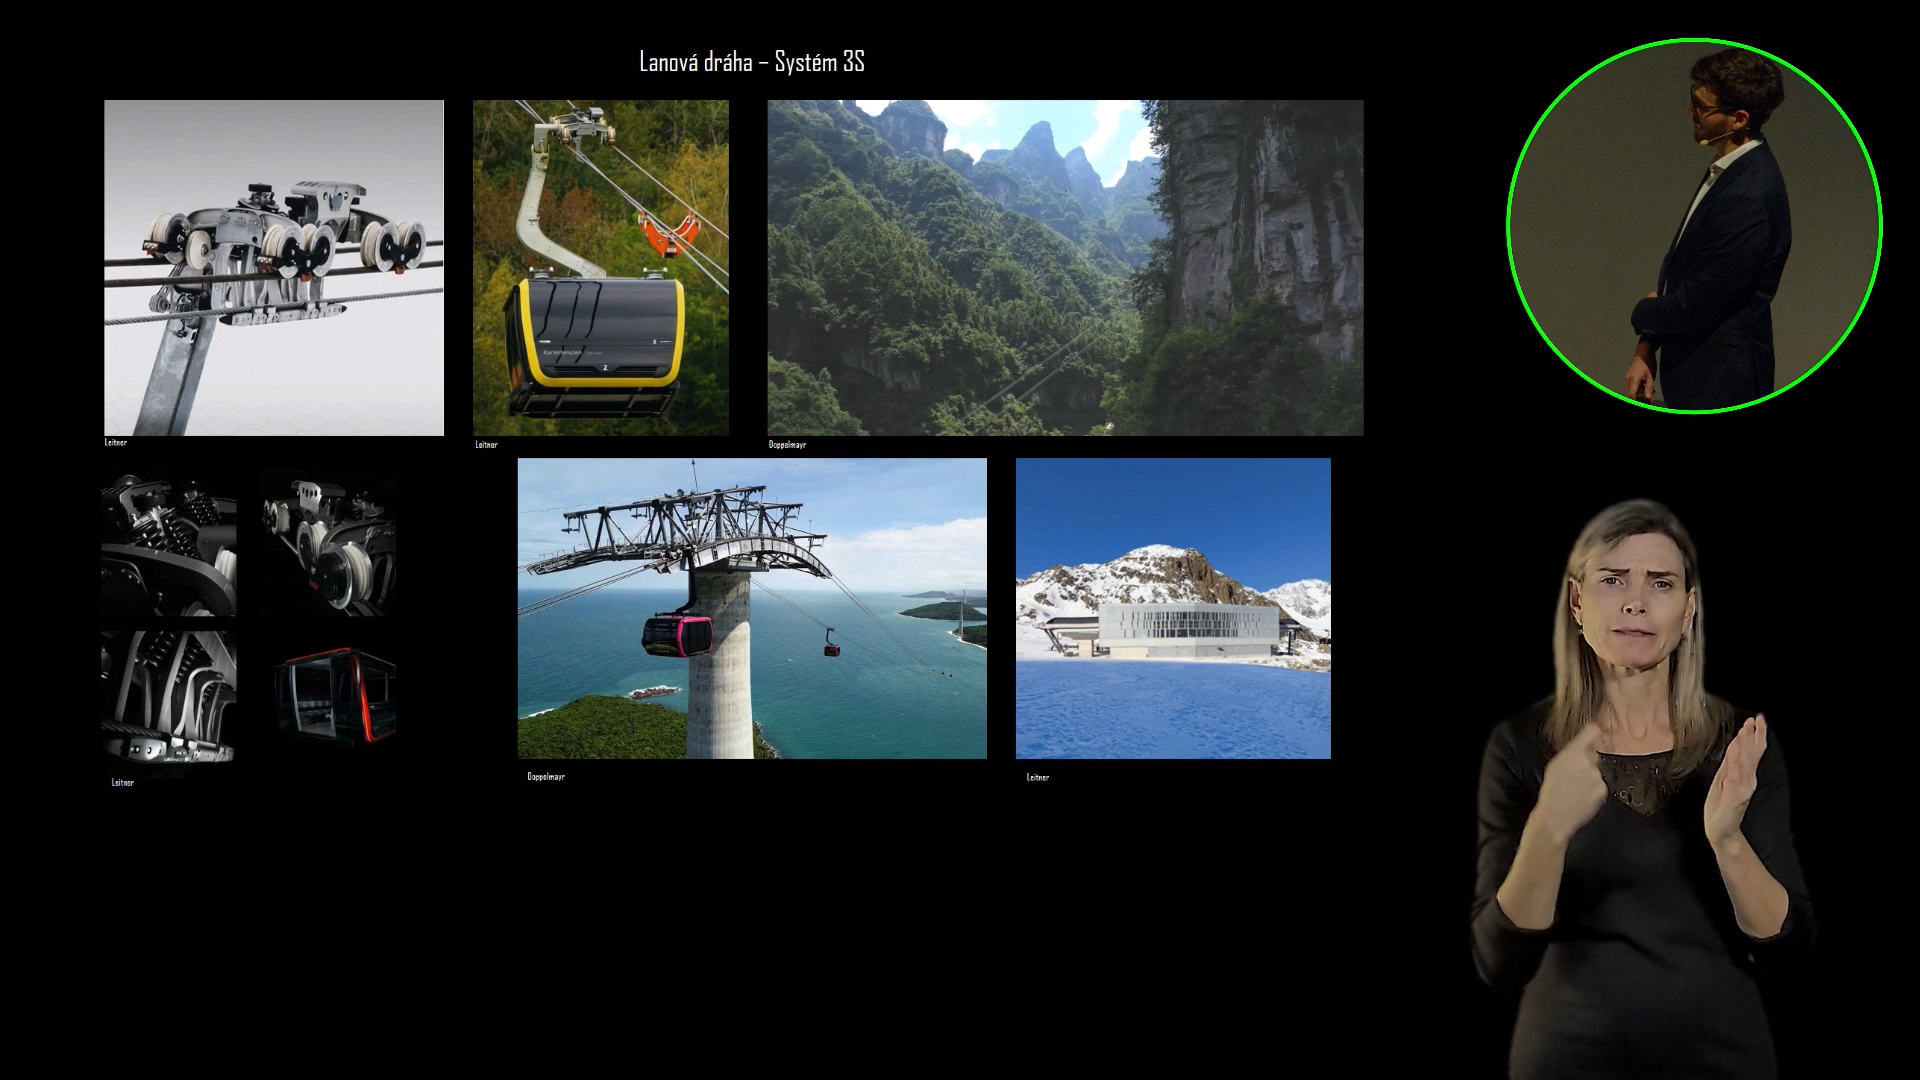 Lanová dráha – Systém 3S
Leitner
Leitner
Doppelmayr
Leitner
Doppelmayr
Leitner